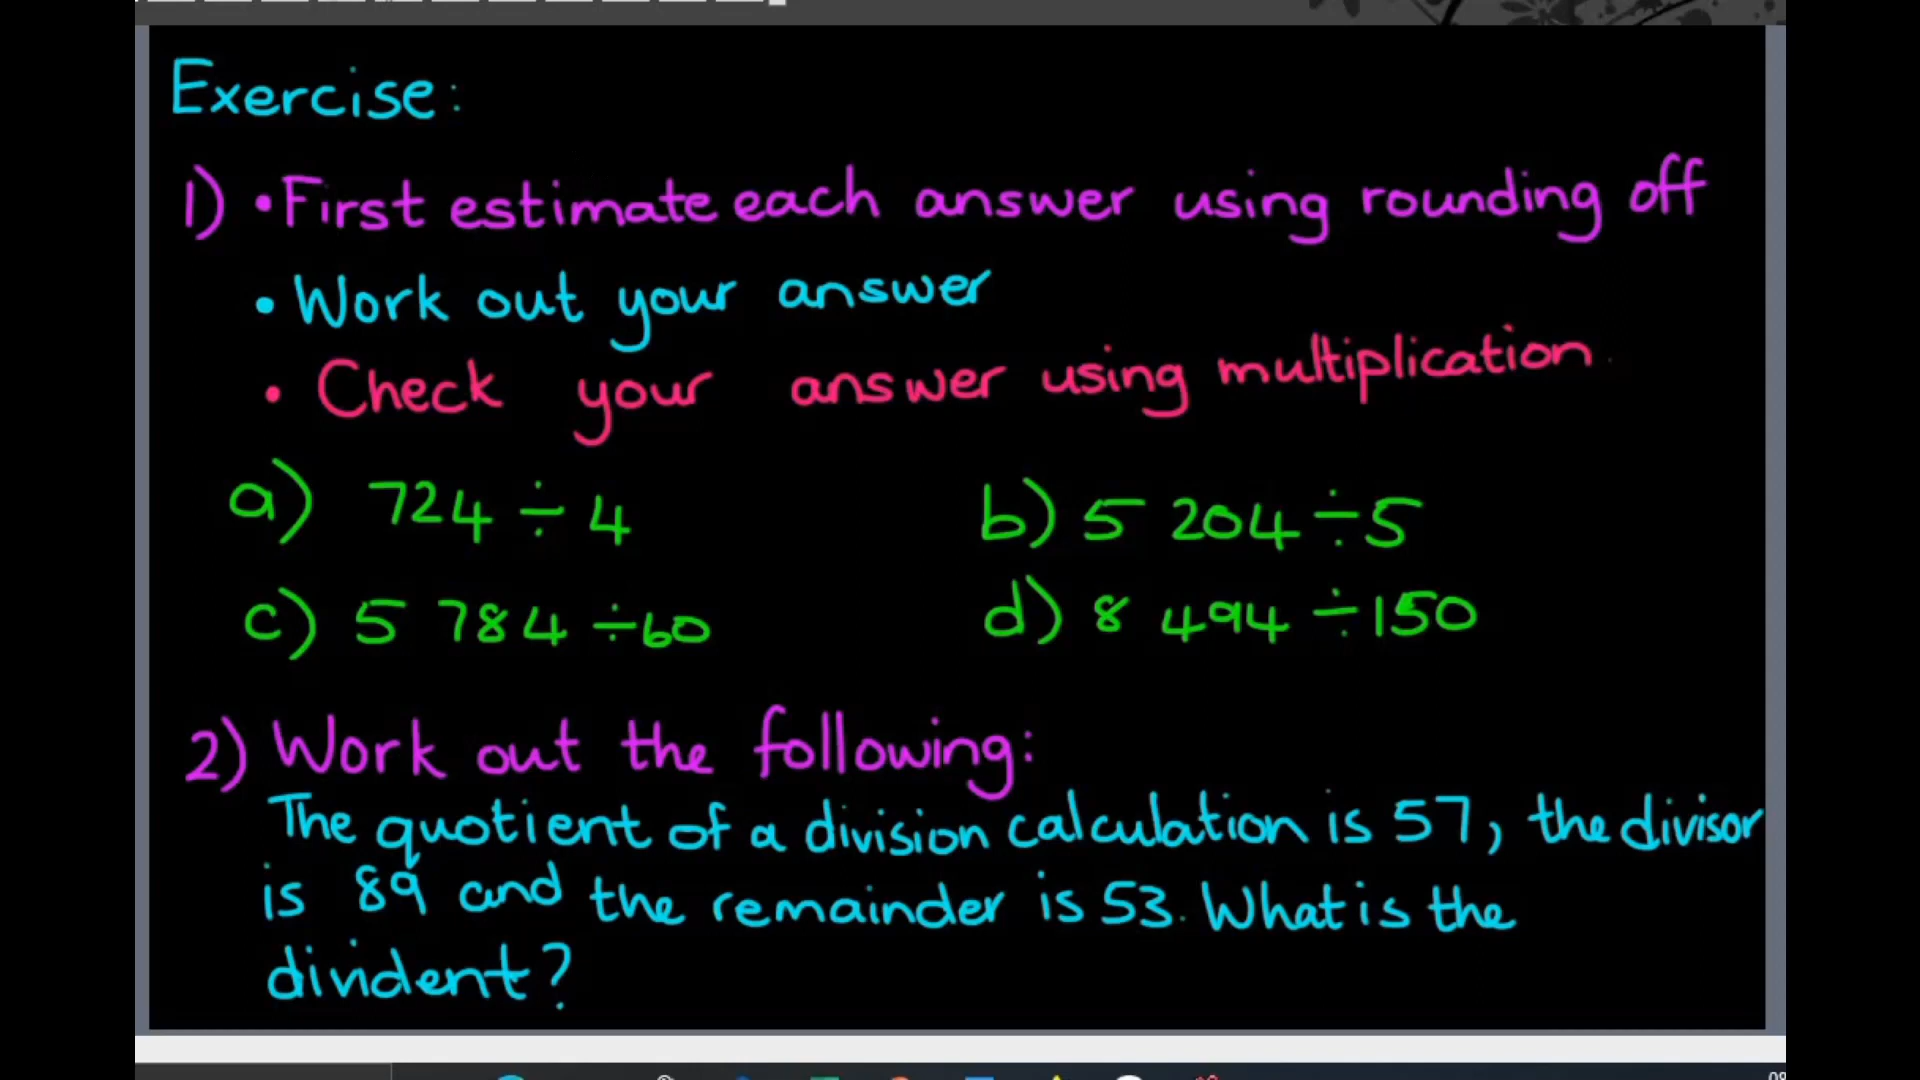 Exercise:
1) • First estimate each answer using rounding off
• Work out your answer
• Check your answer using multiplication.
a) 724 ÷ 4 b) 5 204 ÷ 5
c) 5 784 ÷ 60 d) 8 494 ÷ 150
2) Work out the following:
The quotient of a division calculation is 57, the divisor
is 89 and the remainder is 53. What is the
divident?